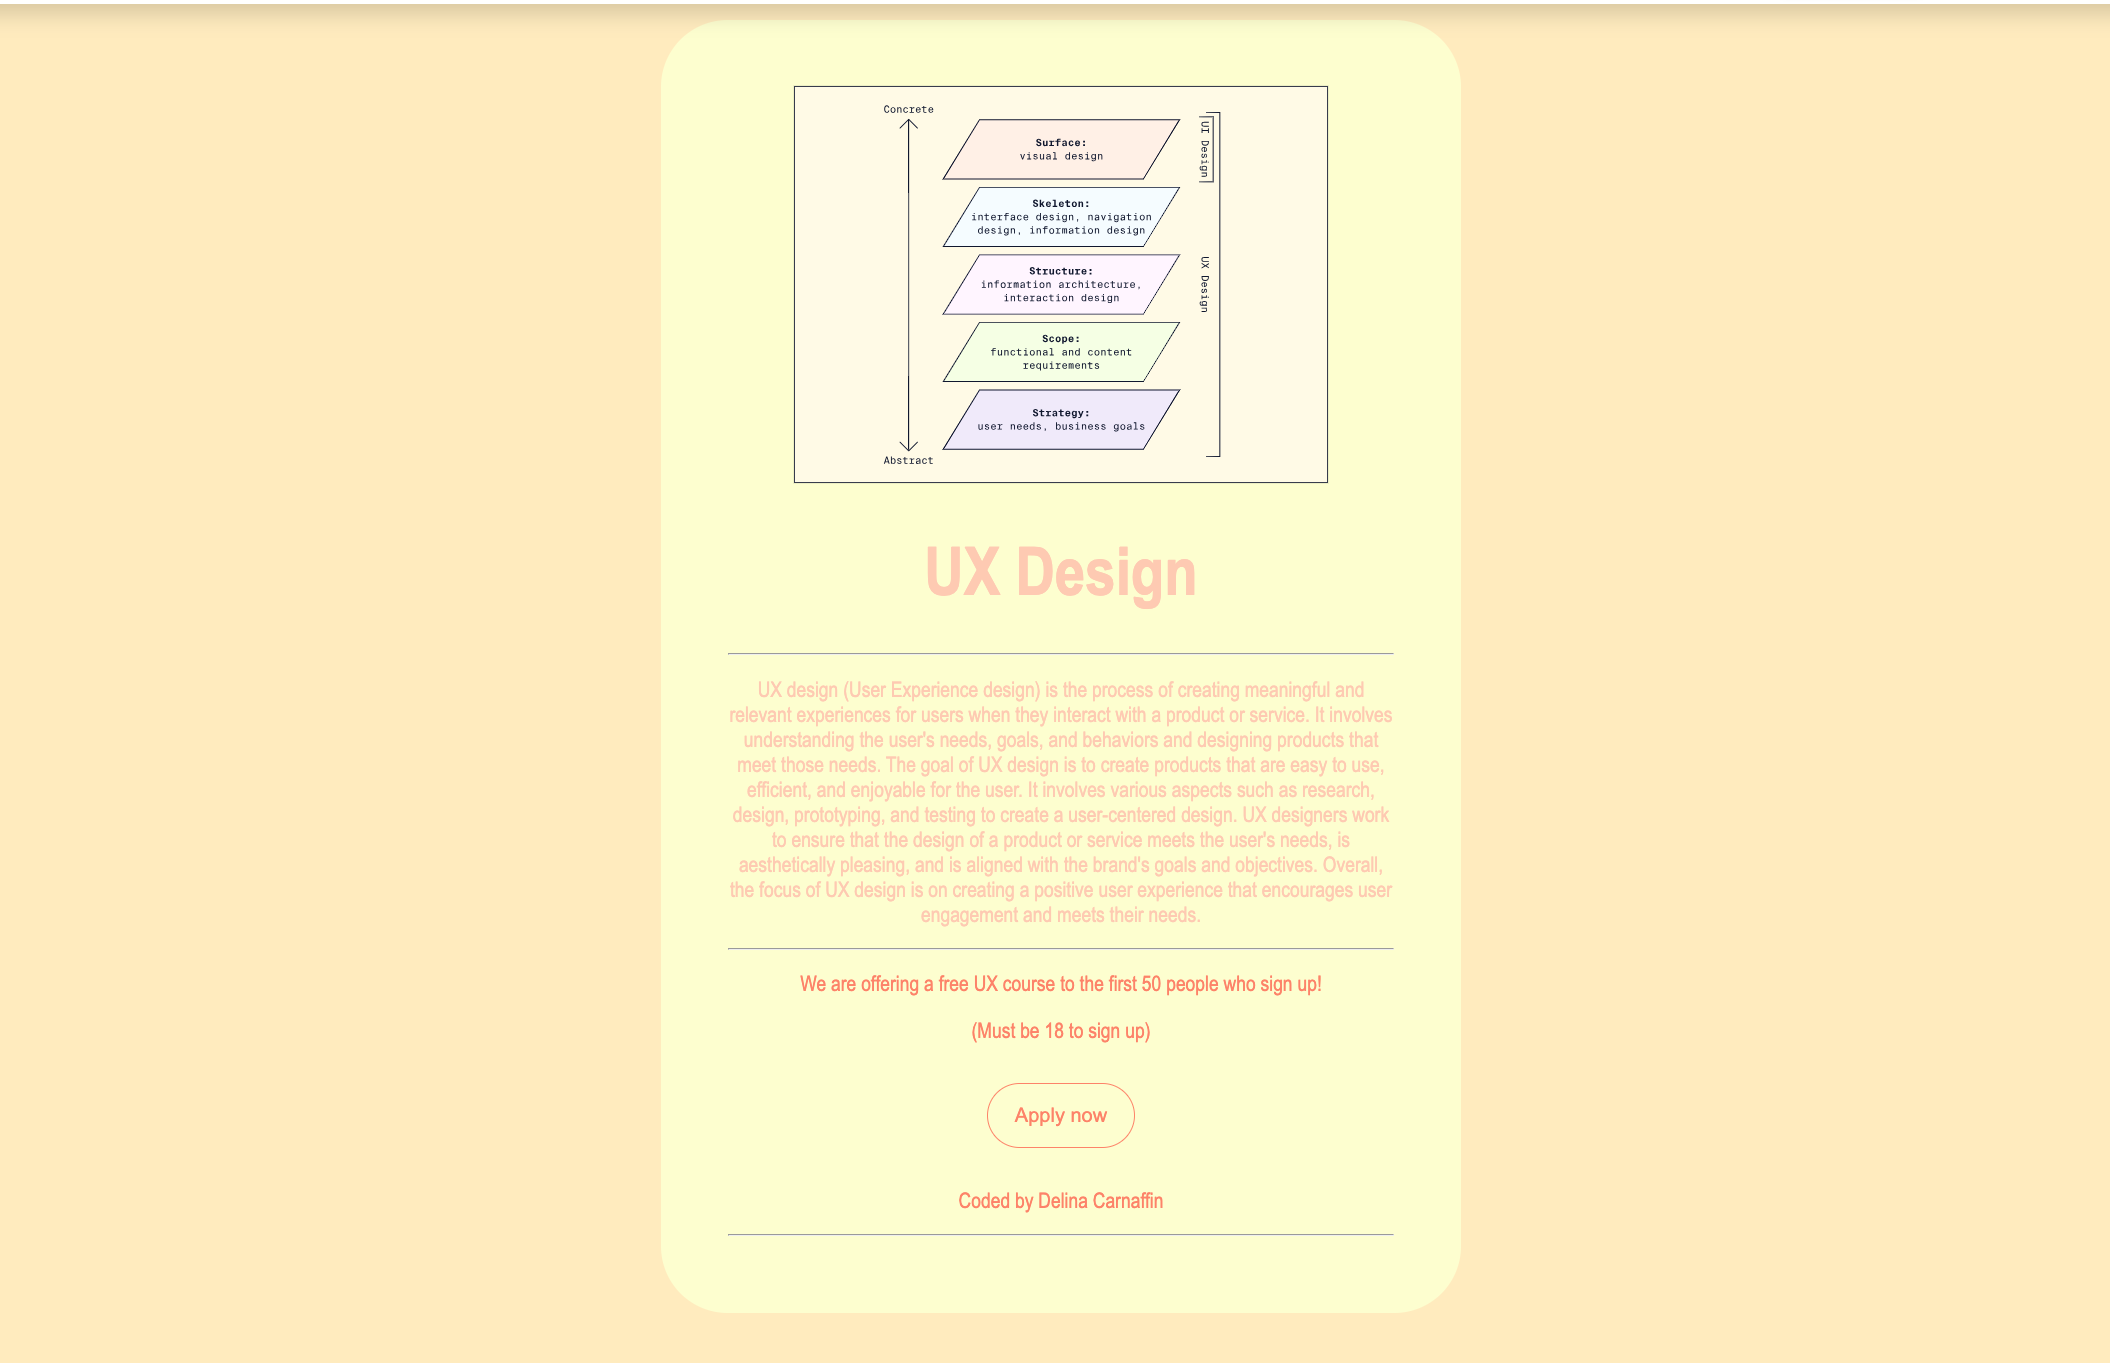 Concrete
Surface:
visual design
UI Design
Skeleton:
interface design, navigation
design, information design
Structure:
information architecture,
interaction design
UX Design
Scope:
functional and content
requirements
Strategy:
user needs, business goals
Abstract
UX Design
UX design (User Experience design) is the process of creating meaningful and
relevant experiences for users when they interact with a product or service. It involves
understanding the user's needs, goals, and behaviors and designing products that
meet those needs. The goal of UX design is to create products that are easy to use,
efficient, and enjoyable for the user. It involves various aspects such as research,
design, prototyping, and testing to create a user-centered design. UX designers work
to ensure that the design of a product or service meets the user's needs, is
aesthetically pleasing, and is aligned with the brand's goals and objectives. Overall,
the focus of UX design is on creating a positive user experience that encourages user
engagement and meets their needs.
We are offering a free UX course to the first 50 people who sign up!
(Must be 18 to sign up)
Apply now
Coded by Delina Carnaffin